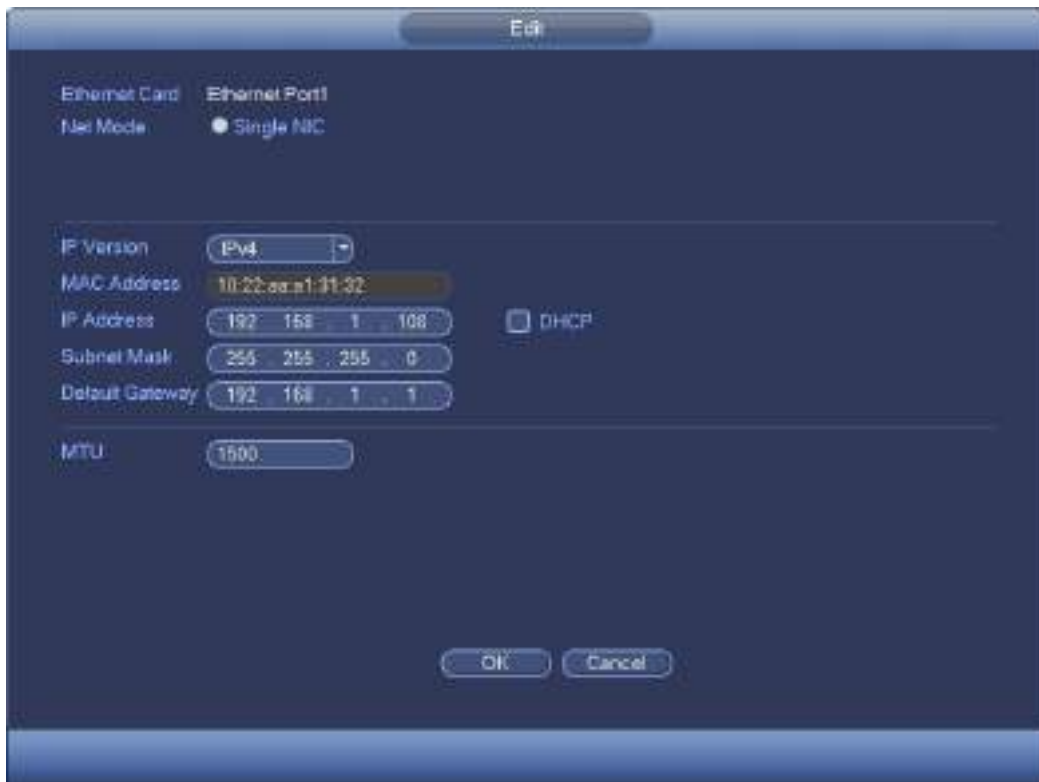 Edit
Ethernet Card Ethernet Port1
Net Mode Single NIC
IP Version IPv4
MAC Address
IP Address 192 . 168 . 1 . 108 DHCP
Subnet Mask 255 . 255 . 255 . 0
Default Gateway 192 . 168 . 1 . 1
MTU 1500
OK Cancel